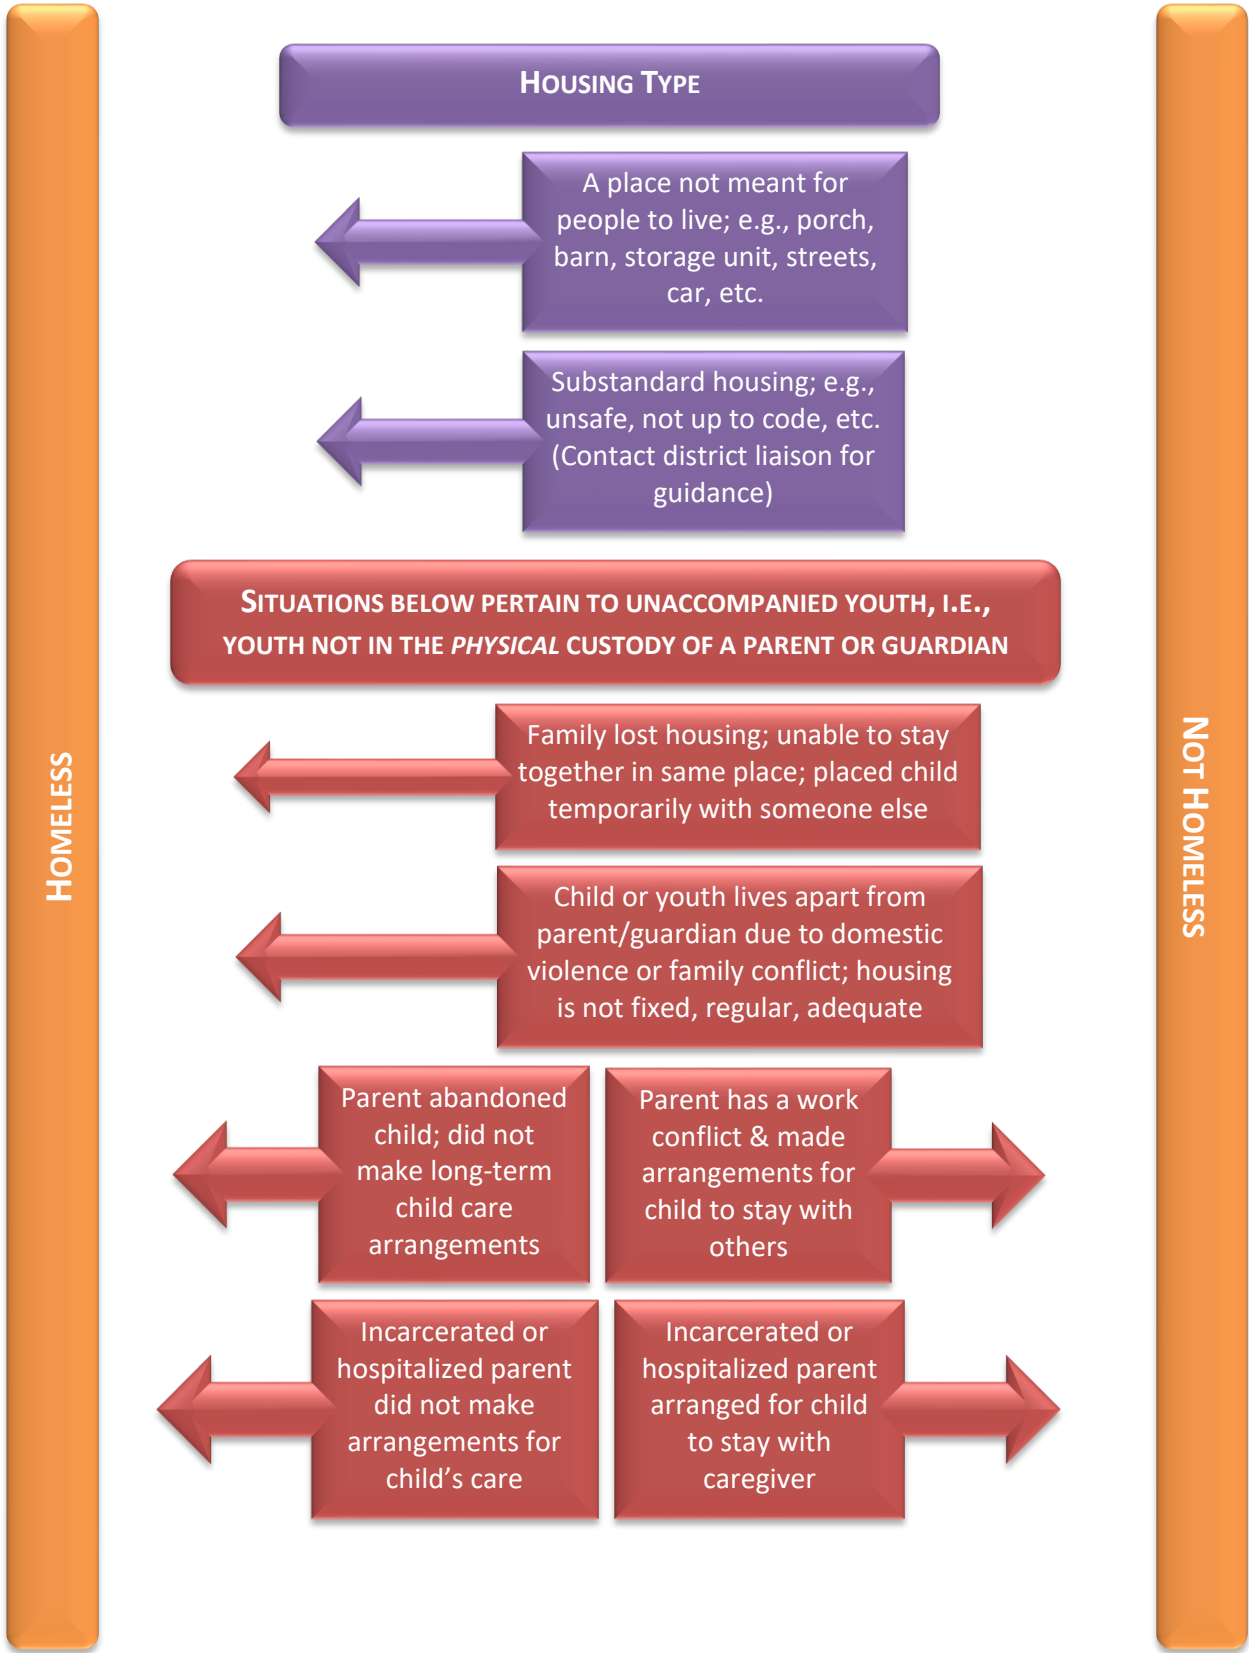 HOUSING TYPE
A place not meant for
people to live; e.g., porch,
barn, storage unit, streets,
car, etc.
Substandard housing; e.g.,
unsafe, not up to code, etc.
(Contact district liaison for
guidance)
SITUATIONS BELOW PERTAIN TO UNACCOMPANIED YOUTH, I.E.,
YOUTH NOT IN THE PHYSICAL CUSTODY OF A PARENT OR GUARDIAN
HOMELESS
NOT HOMELESS
Family lost housing; unable to stay
together in same place; placed child
temporarily with someone else
Child or youth lives apart from
parent/guardian due to domestic
violence or family conflict; housing
is not fixed, regular, adequate
Parent abandoned
child; did not
make long-term
child care
arrangements
Parent has a work
conflict & made
arrangements for
child to stay with
others
Incarcerated or
hospitalized parent
did not make
arrangements for
child’s care
Incarcerated or
hospitalized parent
arranged for child
to stay with
caregiver